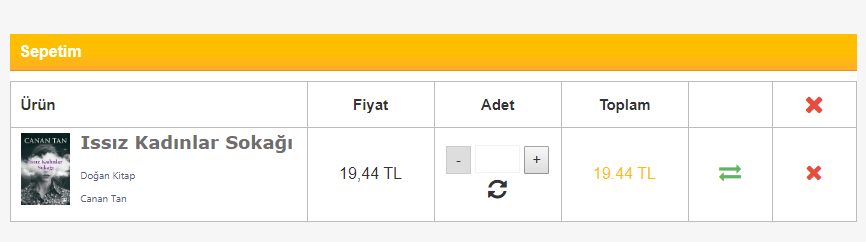 Sepetim
Ürün Fiyat Adet Toplam
CANAN TAN
Issız Kadınlar
Sokağı
Issız Kadınlar Sokağı
Doğan Kitap
Canan Tan
19,44 TL
- +
19.44 TL